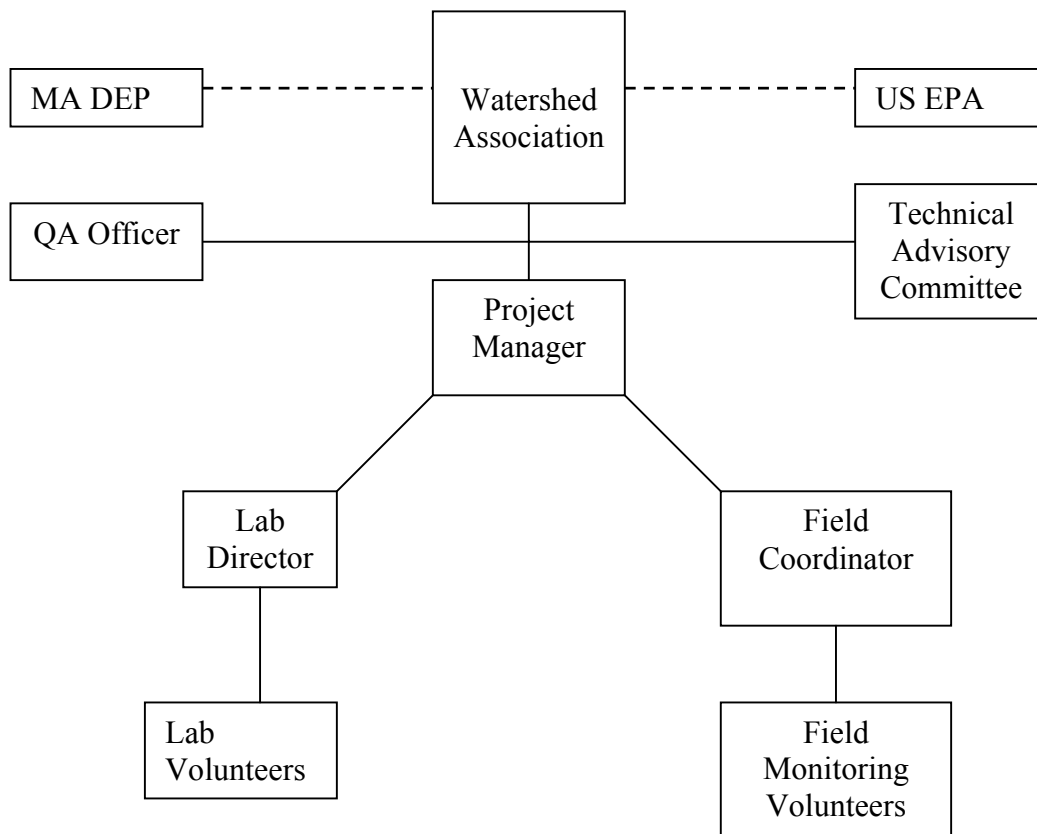 MA DEP
Watershed
Association
US EPA
QA Officer
Technical
Advisory
Committee
Project
Manager
Lab
Director
Field
Coordinator
Lab
Volunteers
Field
Monitoring
Volunteers